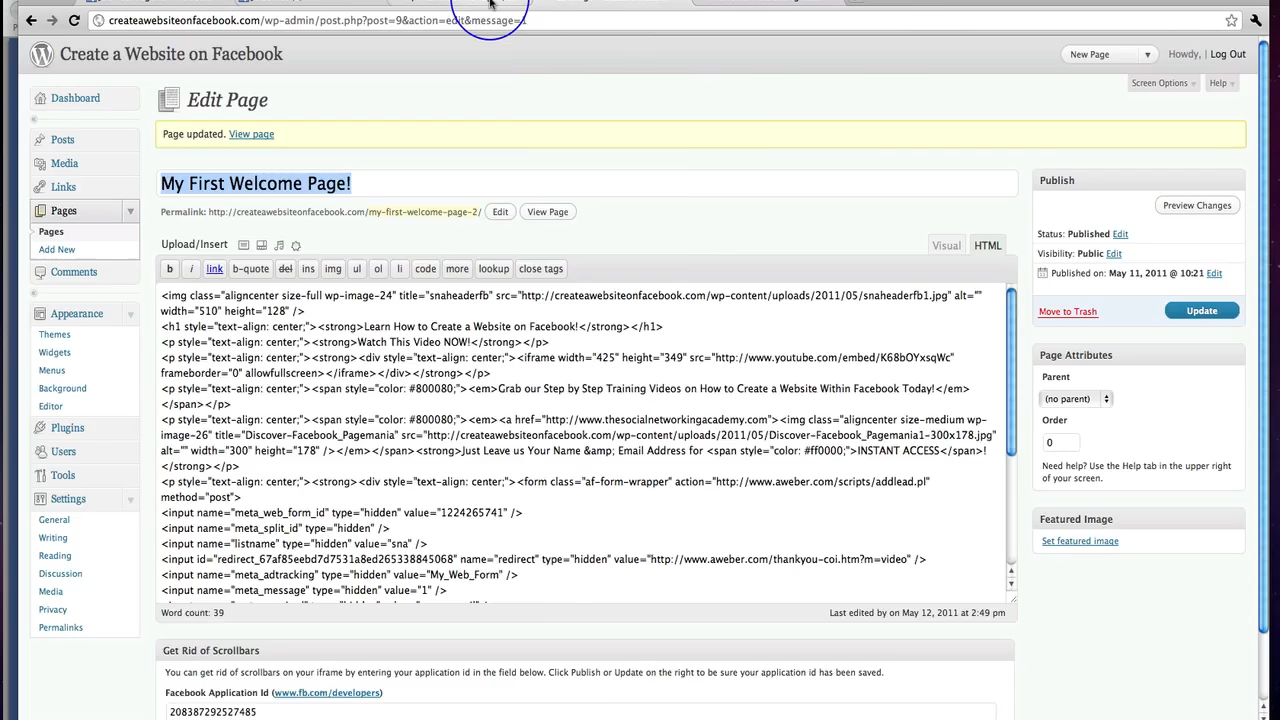 createawebsiteonfacebook.com/wp-admin/post.php?post=9&action=edit&message=1
Create a Website on Facebook
New Page
Howdy, | Log Out
Screen Options
Help
Dashboard
Posts
Media
Links
Pages
Pages
Add New
Comments
Appearance
Themes
Widgets
Menus
Background
Editor
Plugins
Users
Tools
Settings
General
Writing
Reading
Discussion
Media
Privacy
Permalinks
Edit Page
Page updated. View page
My First Welcome Page!
Permalink: http://createawebsiteonfacebook.com/my-first-welcome-page-2/ Edit View Page
Upload/Insert
Visual HTML
b i link b-quote del ins img ul ol li code more lookup close tags
<img class="aligncenter size-full wp-image-24" title="snaheaderfb" src="http://createawebsiteonfacebook.com/wp-content/uploads/2011/05/snaheaderfb1.jpg" alt=""
width="510" height="128" />
<h1 style="text-align: center;"><strong>Learn How to Create a Website on Facebook!</strong></h1>
<p style="text-align: center;"><strong>Watch This Video NOW!</strong></p>
<p style="text-align: center;"><strong><div style="text-align: center;"><iframe width="425" height="349" src="http://www.youtube.com/embed/K68bOYxsqWc"
frameborder="0" allowfullscreen></iframe></div></strong></p>
<p style="text-align: center;"><span style="color: #800080;"><em>Grab our Step by Step Training Videos on How to Create a Website Within Facebook Today!</em>
</span></p>
<p style="text-align: center;"><span style="color: #800080;"><em><a href="http://www.thesocialnetworkingacademy.com"><img class="aligncenter size-medium wp-
image-26" title="Discover-Facebook_Pagemania" src="http://createawebsiteonfacebook.com/wp-content/uploads/2011/05/Discover-Facebook_Pagemania1-300x178.jpg"
alt="" width="300" height="178" /></em></span><strong>Just Leave us Your Name &amp; Email Address for <span style="color: #ff0000;">INSTANT ACCESS</span>!
</strong></p>
<p style="text-align: center;"><strong><div style="text-align: center;"><form class="af-form-wrapper" action="http://www.aweber.com/scripts/addlead.pl"
method="post">
<input name="meta_web_form_id" type="hidden" value="1224265741" />
<input name="meta_split_id" type="hidden" />
<input name="listname" type="hidden" value="sna" />
<input id="redirect_67af85eebd7d7531a8ed265338845068" name="redirect" type="hidden" value="http://www.aweber.com/thankyou-coi.htm?m=video" />
<input name="meta_adtracking" type="hidden" value="My_Web_Form" />
<input name="meta_message" type="hidden" value="1" />
Word count: 39
Last edited by on May 12, 2011 at 2:49 pm
Get Rid of Scrollbars
You can get rid of scrollbars on your iframe by entering your application id in the field below. Click Publish or Update on the right to be sure your application id has been saved.
Facebook Application Id (www.fb.com/developers)
208387292527485
Publish
Preview Changes
Status: Published Edit
Visibility: Public Edit
Published on: May 11, 2011 @ 10:21 Edit
Move to Trash
Update
Page Attributes
Parent
(no parent)
Order
0
Need help? Use the Help tab in the upper right
of your screen.
Featured Image
Set featured image